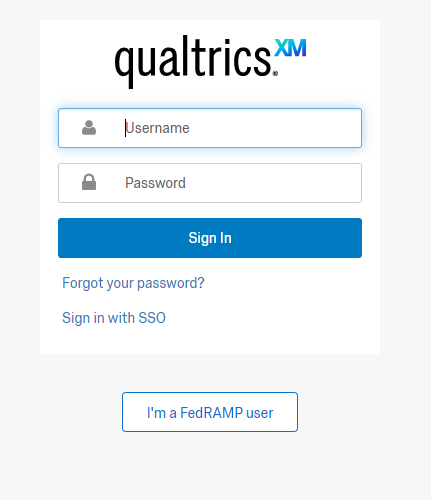 qualtrics.XM
Username
Password
Sign In
Forgot your password?
Sign in with SSO
I'm a FedRAMP user